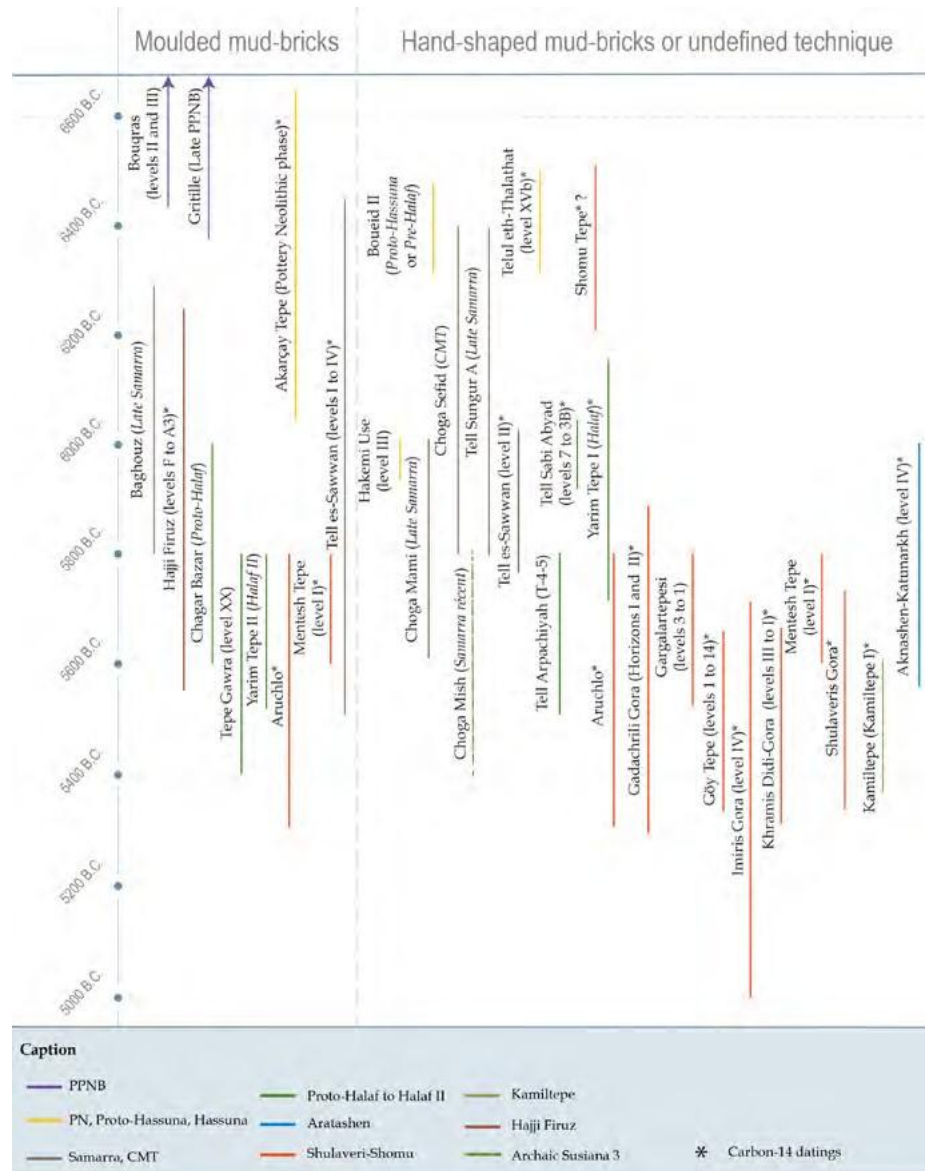 Moulded mud-bricks
Hand-shaped mud-bricks or undefined technique
6600 B.C.
6400 B.C.
6200 B.C.
6000 B.C.
5800 B.C.
5600 B.C.
5400 B.C.
5200 B.C.
5000 B.C.
Bouqras
(levels II and III)
Gritille (Late PPNB)
Akarçay Tepe (Pottery Neolithic phase)*
Baghouz (Late Samarra)
Hajji Firuz (levels F to A3)*
Chagar Bazar (Proto-Halaf)
Tepe Gawra (level XX)
Yarim Tepe II (Halaf II)
Aruchlo*
Mentesh Tepe
(level I)*
Tell es-Sawwan (levels I to IV)*
Boueid II
(Proto-Hassuna
or Pre-Halaf)
Hakemi Use
(level III)
Choga Mami (Late Samarra)
Choga Sefid (CMT)
Choga Mish (Samarra récent)
Tell Sungur A (Late Samarra)
Tell es-Sawwan (level II)*
Telul eth-Thalathat
(level XVb)*
Tell Arpachiyah (T-4-5)
Tell Sabi Abyad
(levels 7 to 3B)*
Shomu Tepe* ?
Yarim Tepe I (Halaf)*
Aruchlo*
Gadachrili Gora (Horizons I and II)*
Gargalartepesi
(levels 3 to 1)
Göy Tepe (levels 1 to 14)*
Imiris Gora (level IV)*
Khramis Didi-Gora (levels III to I)*
Mentesh Tepe
(level I)*
Shulaveris Gora*
Kamiltepe (Kamiltepe I)*
Aknashen-Katunarkh (level IV)*
Caption
PPNB
PN, Proto-Hassuna, Hassuna
Samarra, CMT
Proto-Halaf to Halaf II
Aratashen
Shulaveri-Shomu
Kamiltepe
Hajji Firuz
Archaic Susiana 3
* Carbon-14 datings